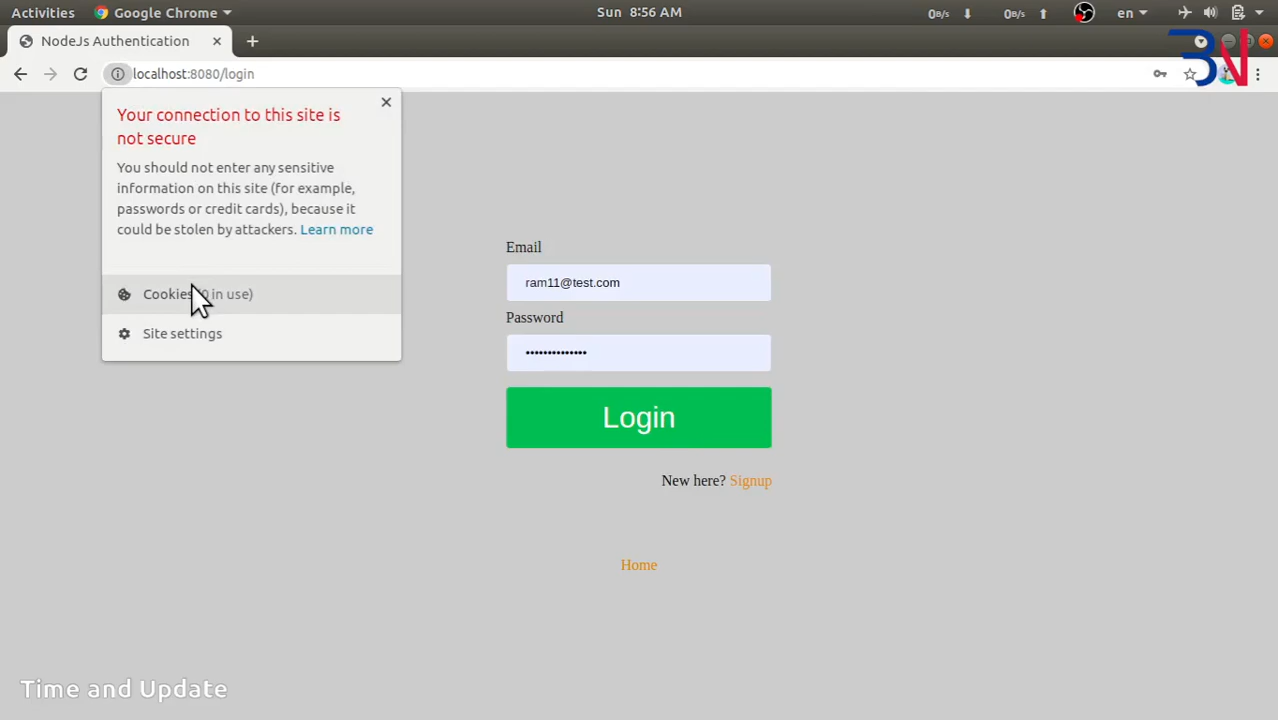 Activities Google Chrome Sun 8:56 AM 0B/s 0B/s en
NodeJs Authentication
localhost:8080/login
BN
Your connection to this site is
not secure
You should not enter any sensitive
information on this site (for example,
passwords or credit cards), because it
could be stolen by attackers. Learn more
Cookies (0 in use)
Site settings
Email
ram11@test.com
Password
Login
New here? Signup
Home
Time and Update